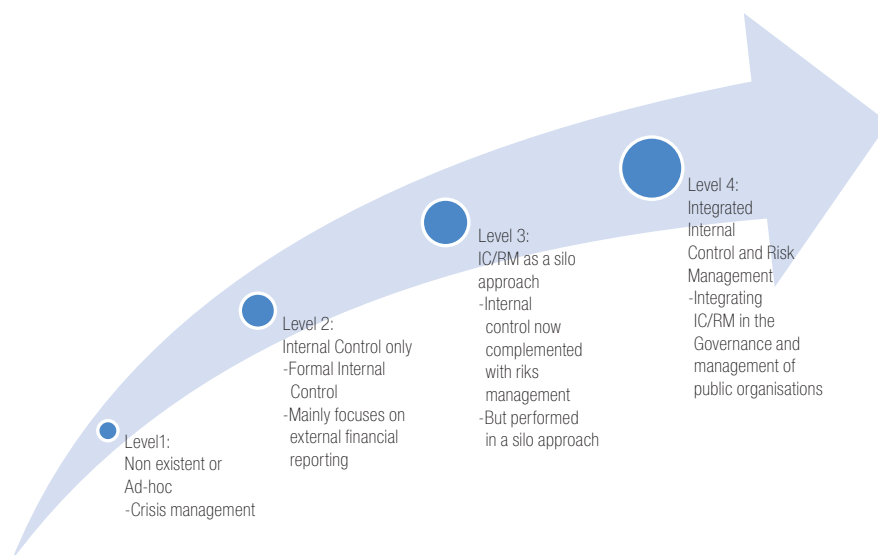 Level1:
Non existent or
Ad-hoc
-Crisis management
Level 2:
Internal Control only
-Formal Internal
Control
-Mainly focuses on
external financial
reporting
Level 3:
IC/RM as a silo
approach
-Internal
control now
complemented
with riks
management
-But performed
in a silo approach
Level 4:
Integrated
Internal
Control and Risk
Management
-Integrating
IC/RM in the
Governance and
management of
public organisations